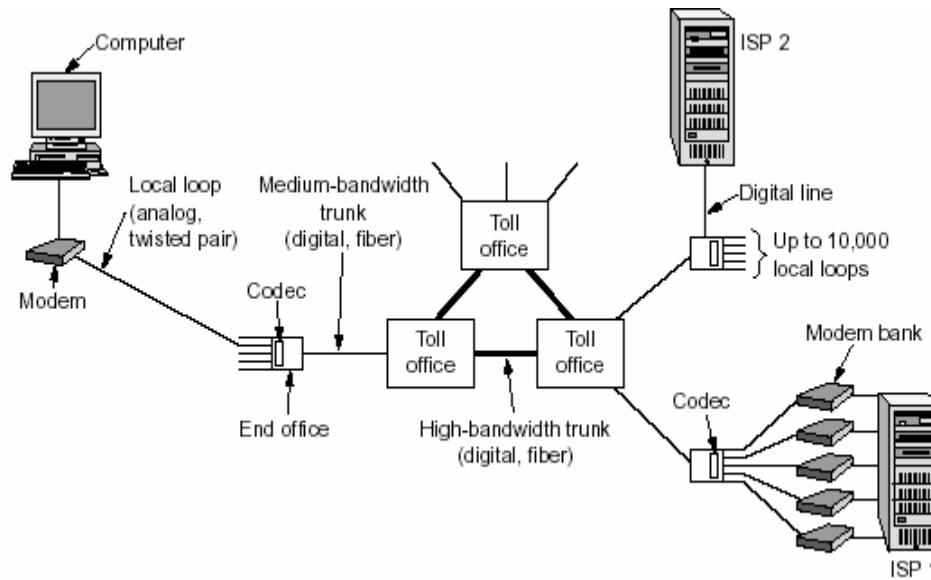 Computer
ISP 2
Local loop
(analog,
twisted pair)
Medium-bandwidth
trunk
(digital, fiber)
Digital line
Toll
office
Up to 10,000
local loops
Modem
Codec
Toll
office
Toll
office
Modem bank
End office
High-bandwidth trunk
(digital, fiber)
Codec
ISP 1